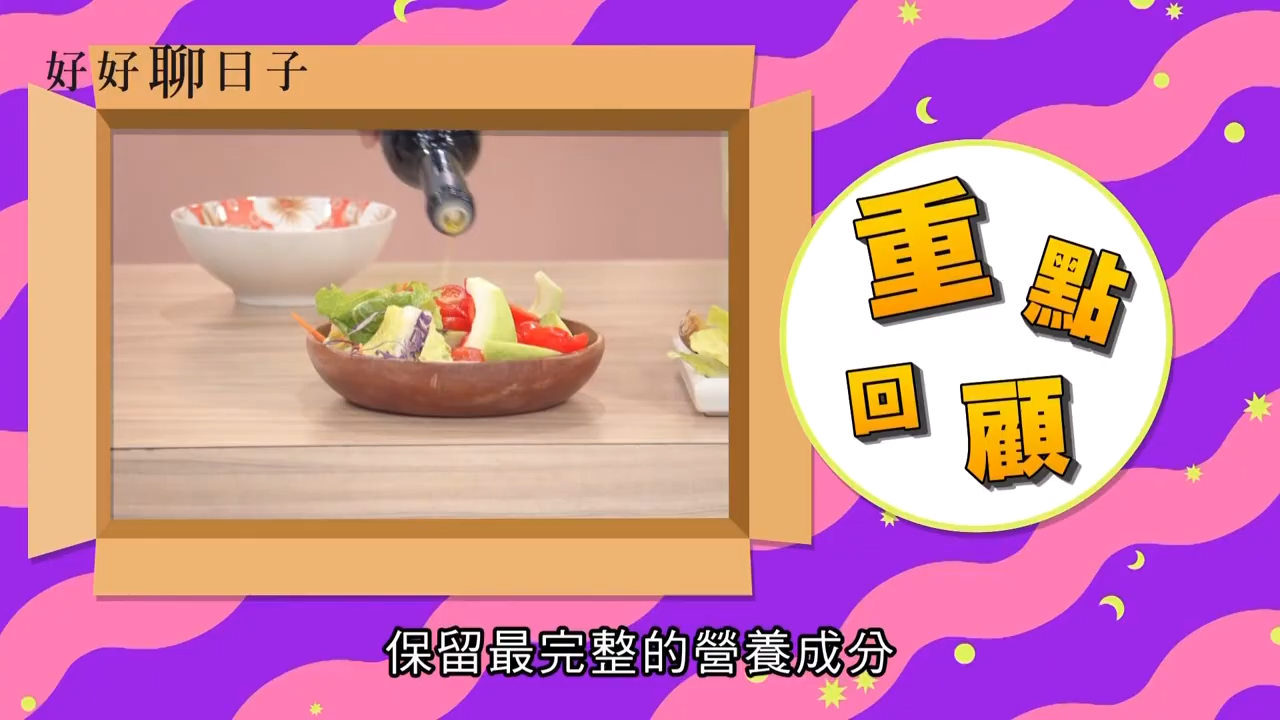 好好聊日子
重點
回顧
保留最完整的營養成分